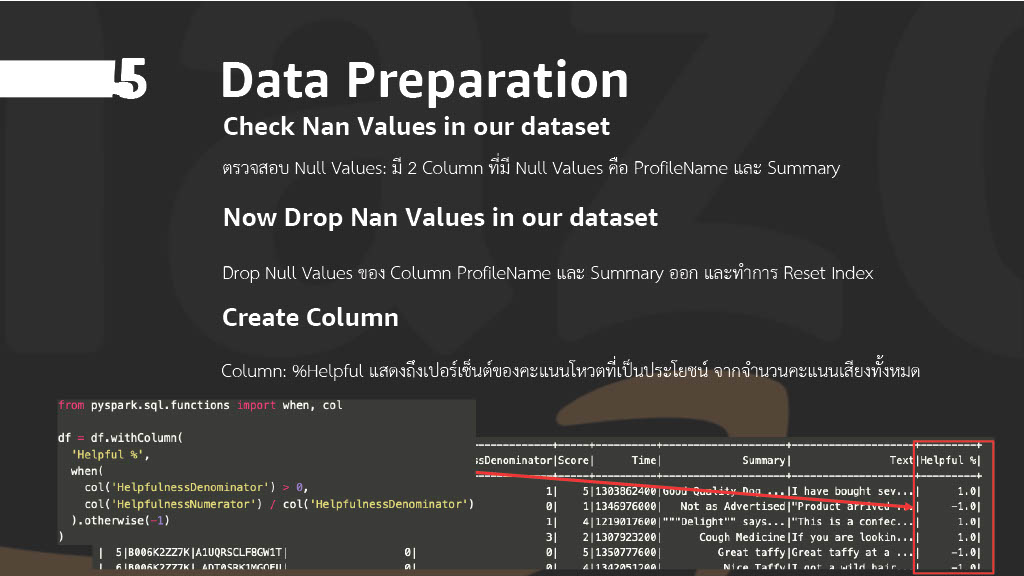 5
Data Preparation
Check Nan Values in our dataset
ตรวจสอบ Null Values: มี 2 Column ที่มี Null Values คือ ProfileName และ Summary
Now Drop Nan Values in our dataset
Drop Null Values ของ Column ProfileName และ Summary ออก และทำการ Reset Index
Create Column
Column: %Helpful แสดงถึงเปอร์เซ็นต์ของคะแนนโหวตที่เป็นประโยชน์ จากจำนวนคะแนนเสียงทั้งหมด
from pyspark.sql.functions import when, col
df = df.withColumn(
'Helpful %',
when(
col('HelpfulnessDenominator') > 0,
col('HelpfulnessNumerator') / col('HelpfulnessDenominator')
).otherwise(-1)
)
sDenominator|Score| Time| Summary| Text|Helpful %|
1| 5|1303862400|Good Quality Dog ...|I have bought sev...| 1.0|
0| 1|1346976000| Not as Advertised|"Product arrived ...| -1.0|
1| 4|1219017600|"""Delight"" says...|"This is a confec...| 1.0|
3| 2|1307923200| Cough Medicine|If you are lookin...| 1.0|
| 5|B006K2ZZ7K|A1UQRSCLF8GW1T| 0| 0| 5|1350777600| Great taffy|Great taffy at a ...| -1.0|
| 6|B006K2ZZ7K| 0| 0| 4|1342051200| Nice Taffy|I got a wild hair...| -1.0|